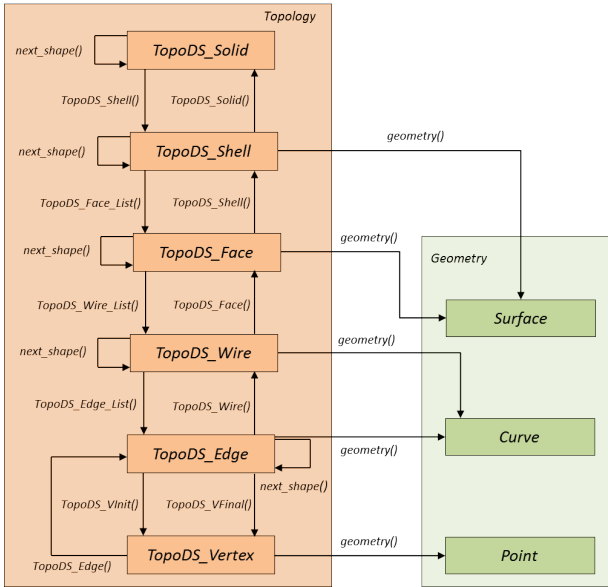 Topology
TopoDS_Solid
next_shape()
TopoDS_Shell()
TopoDS_Solid()
next_shape()
TopoDS_Shell
geometry()
TopoDS_Face_List()
TopoDS_Shell()
next_shape()
TopoDS_Face
geometry()
Geometry
TopoDS_Wire_List()
TopoDS_Face()
Surface
next_shape()
TopoDS_Wire
geometry()
TopoDS_Edge_List()
TopoDS_Wire()
Curve
TopoDS_Edge
geometry()
next_shape()
TopoDS_VInit()
TopoDS_VFinal()
geometry()
TopoDS_Vertex
Point
TopoDS_Edge()